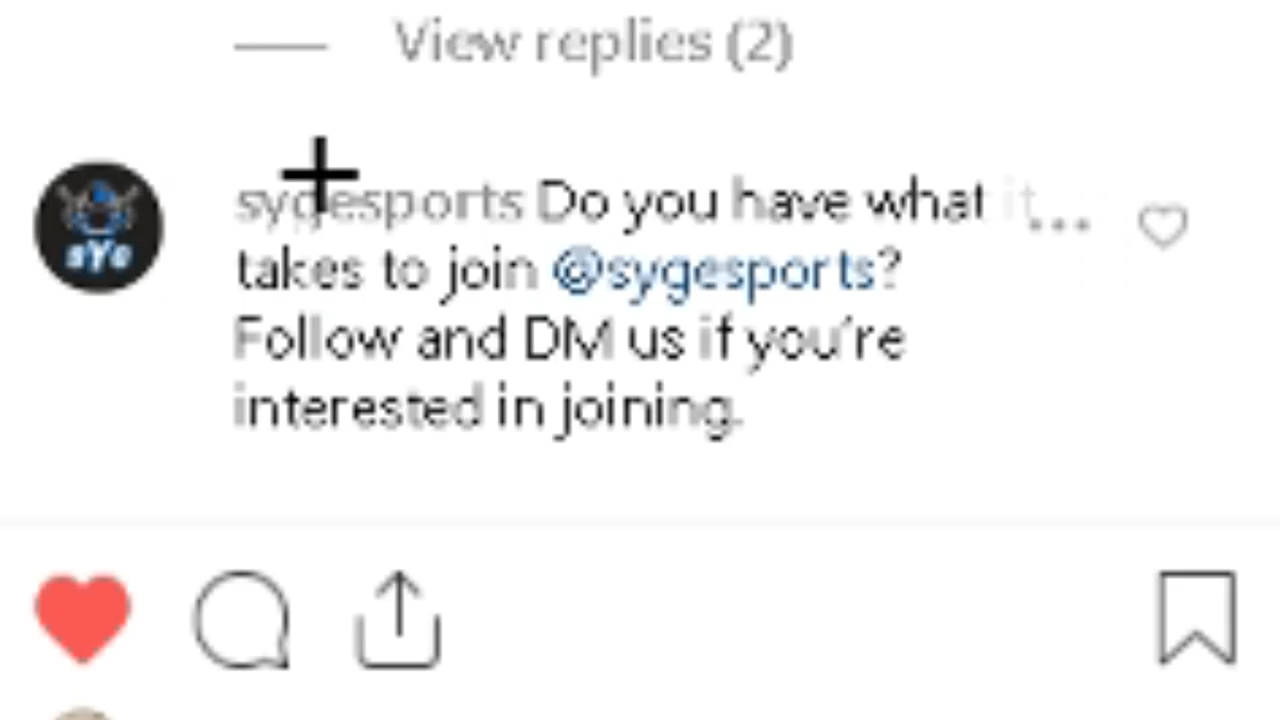 View replies (2)
sygesports Do you have what it...
takes to join @sygesports?
Follow and DM us if you're
interested in joining.
sYG